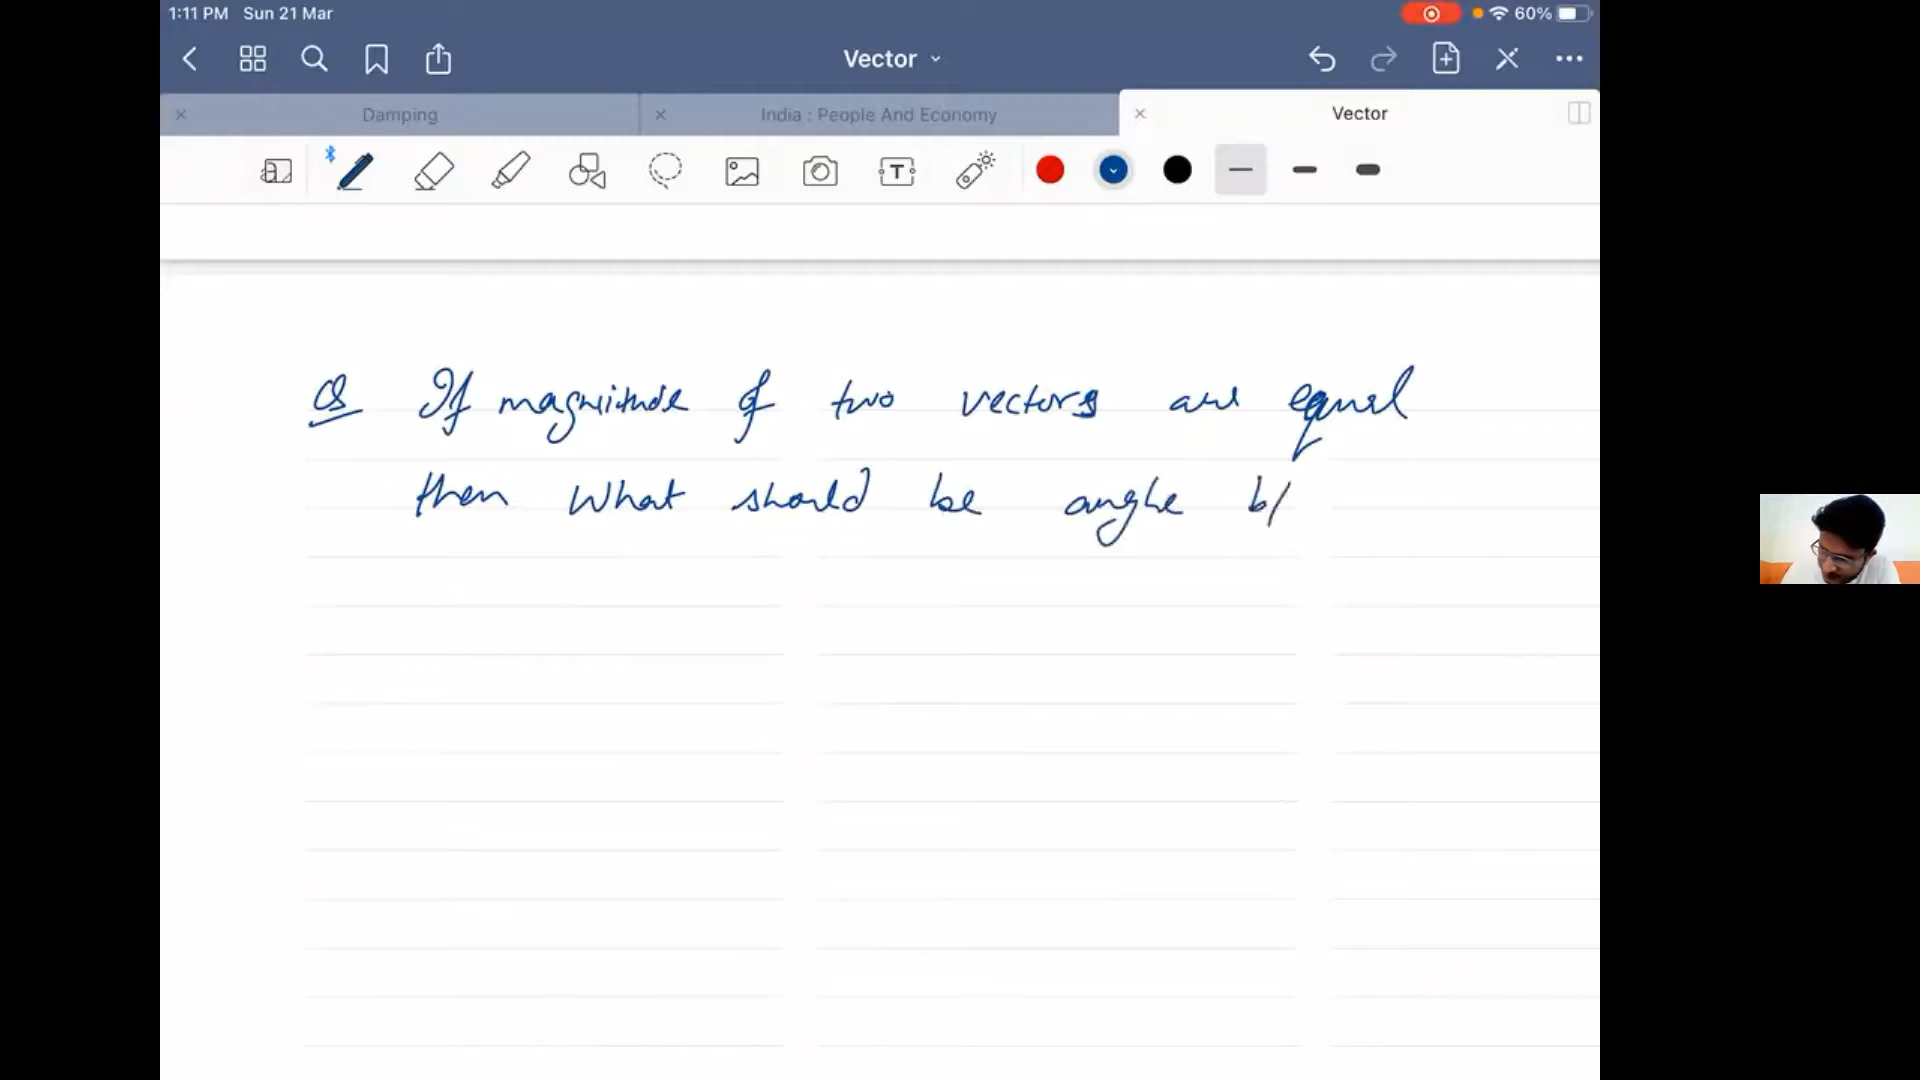 1:11 PM Sun 21 Mar
60%
Vector
Damping
India : People And Economy
Vector
T
Q If magnitude of two vectors are equal
then what should be angle b/